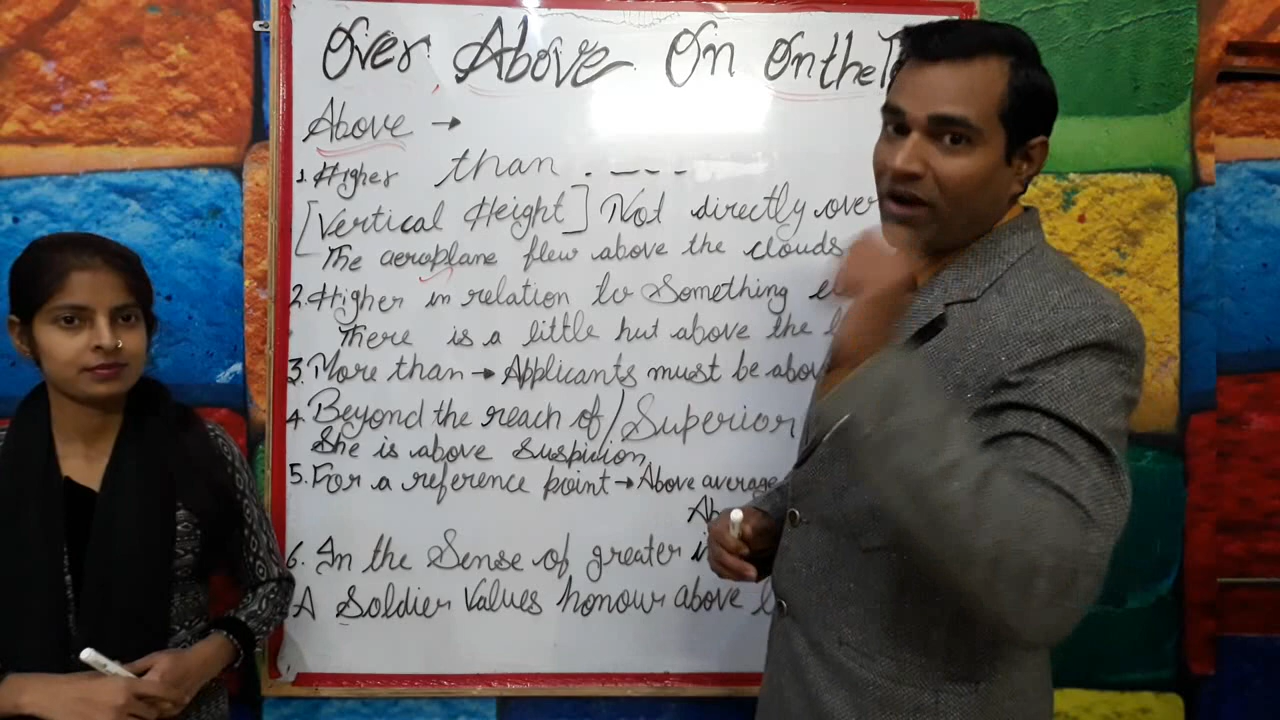 Over Above On OntheT
Above →
1. Higher than . _ _ _ _
[Vertical Height] Not directly over
The aeroplane flew above the clouds
2. Higher in relation to Something
There is a little hut above the
3. More than → Applicants must be abov
4. Beyond the reach of / Superior
She is above suspicion
5. For a reference point → Above average
Ab
6. In the Sense of greater i
A Soldier Values honour above